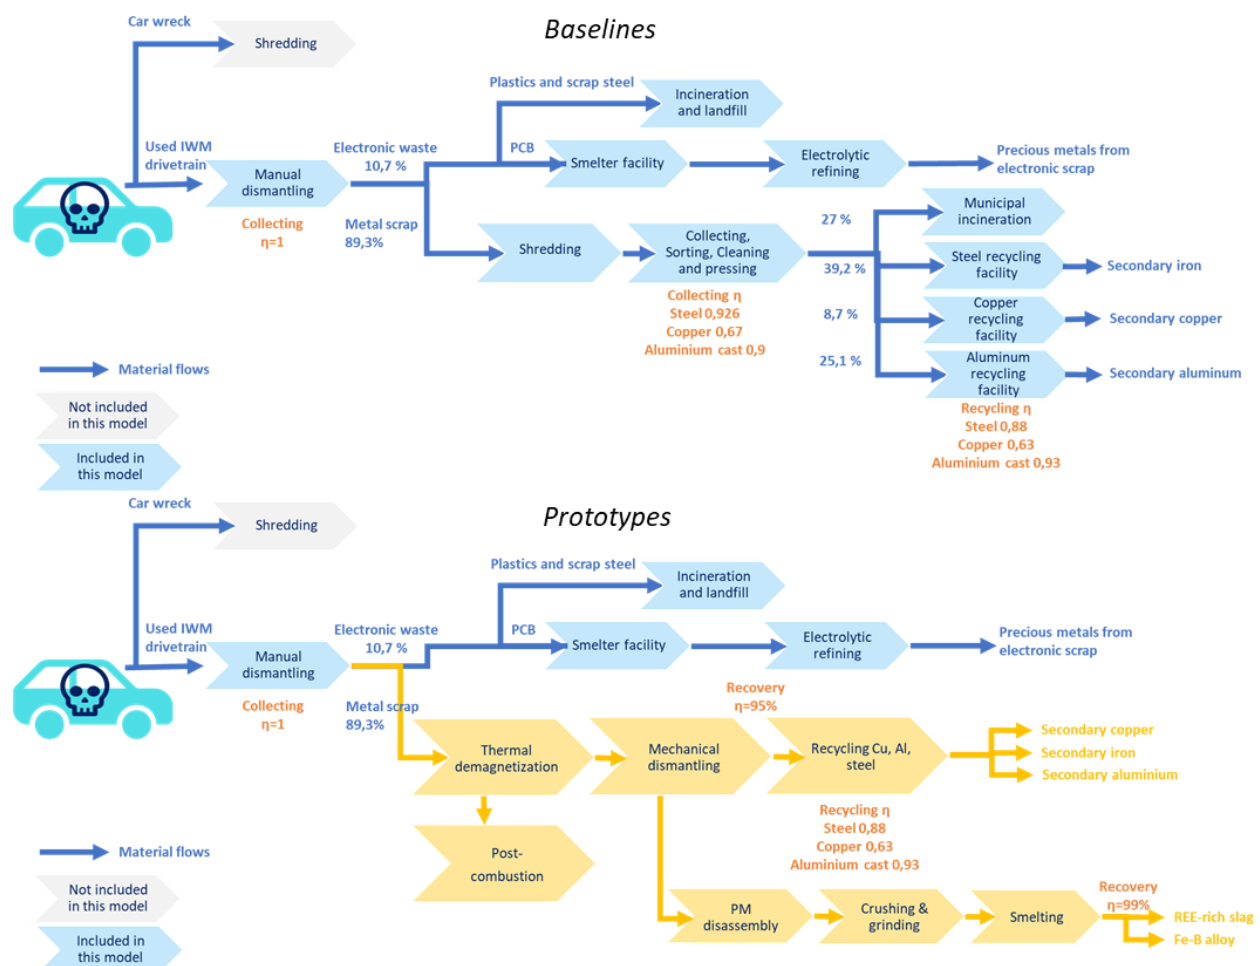 Baselines
Car wreck
Shredding
Plastics and scrap steel
Incineration
and landfill
Used IWM
drivetrain
Manual
dismantling
Collecting
η=1
Electronic waste
10,7 %
PCB
Smelter facility
Electrolytic
refining
Precious metals from
electronic scrap
Metal scrap
89,3%
Shredding
Collecting,
Sorting, Cleaning
and pressing
Collecting η
Steel 0,926
Copper 0,67
Aluminium cast 0,9
27 %
Municipal
incineration
39,2 %
Steel recycling
facility
Secondary iron
8,7 %
Copper
recycling
facility
Secondary copper
25,1 %
Aluminum
recycling
facility
Secondary aluminum
Recycling η
Steel 0,88
Copper 0,63
Aluminium cast 0,93
Material flows
Not included
in this model
Included in
this model
Prototypes
Car wreck
Shredding
Plastics and scrap steel
Incineration
and landfill
Used IWM
drivetrain
Manual
dismantling
Collecting
η=1
Electronic waste
10,7 %
PCB
Smelter facility
Electrolytic
refining
Precious metals from
electronic scrap
Metal scrap
89,3%
Thermal
demagnetization
Mechanical
dismantling
Recovery
η=95%
Recycling Cu, Al,
steel
Secondary copper
Secondary iron
Secondary aluminium
Recycling η
Steel 0,88
Copper 0,63
Aluminium cast 0,93
Post-
combustion
PM
disassembly
Crushing &
grinding
Smelting
Recovery
η=99%
REE-rich slag
Fe-B alloy
Material flows
Not included
in this model
Included in
this model